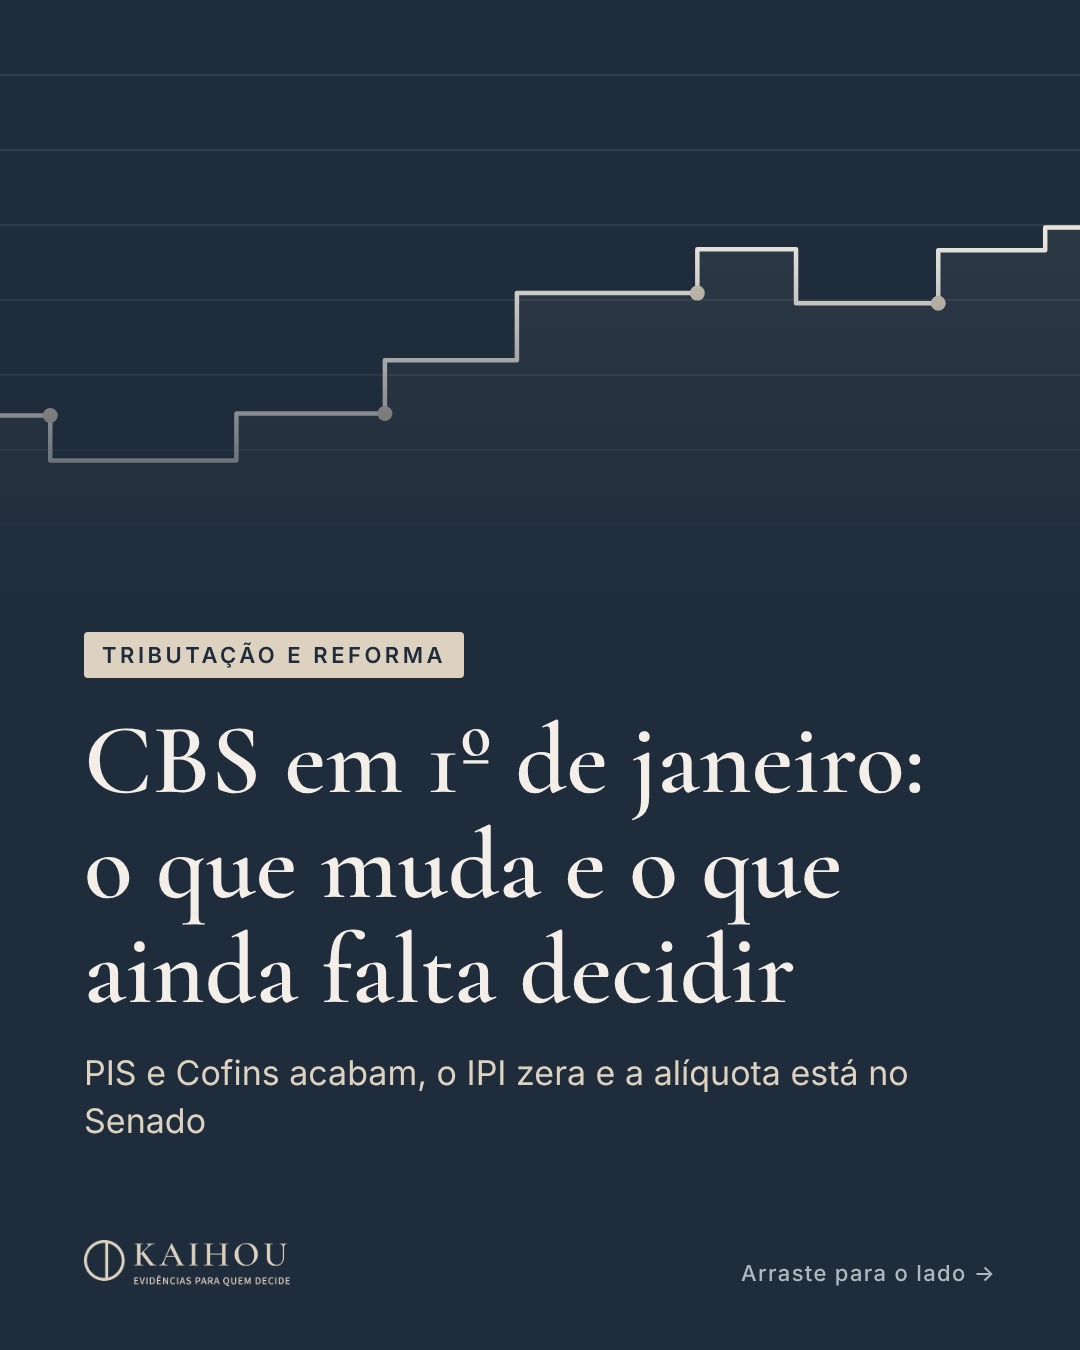 TRIBUTAÇÃO E REFORMA
CBS em 1º de janeiro:
o que muda e o que
ainda falta decidir
PIS e Cofins acabam, o IPI zera e a alíquota está no
Senado
KAIHOU
EVIDÊNCIAS PARA QUEM DECIDE
Arraste para o lado →